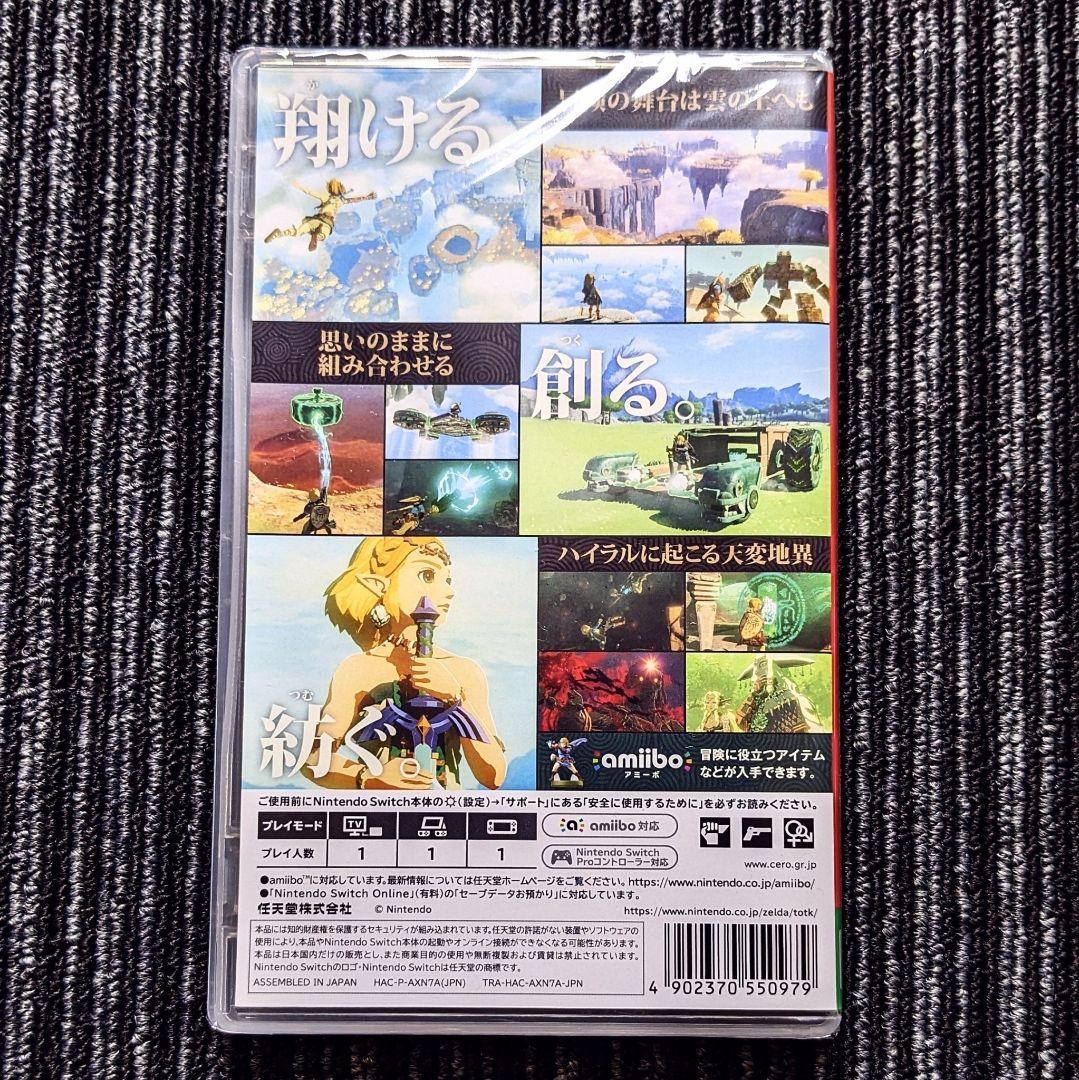 か
翔ける
の舞台は雲の上へも
思いのままに
組み合わせる
つく
創る。
ハイラルに起こる天変地異
つむ
紡ぐ。
amiibo
アミーボ
冒険に役立つアイテム
などが入手できます。
ご使用前にNintendo Switch本体の(設定)→「サポート」にある「安全に使用するために」を必ずお読みください。
プレイモード TV
プレイ人数 1 1 1
amiibo 対応
Nintendo Switch
Proコントローラー対応
www.cero.gr.jp
●amiibo™に対応しています。最新情報については任天堂ホームページをご覧ください。https://www.nintendo.co.jp/amiibo/
●「Nintendo Switch Online」(有料)の「セーブデータお預かり」に対応しています。
任天堂株式会社 © Nintendo
https://www.nintendo.co.jp/zelda/totk/
本品には知的財産権を保護するセキュリティが組み込まれています。任天堂の許諾がない装置やソフトウェアの
使用により、本品やNintendo Switch本体の起動やオンライン接続ができなくなる可能性があります。
本品は日本国内だけの販売とし、また商業目的の使用や無断複製および賃貸は禁止されています。
Nintendo Switchのロゴ・Nintendo Switchは任天堂の商標です。
ASSEMBLED IN JAPAN HAC-P-AXN7A(JPN) TRA-HAC-AXN7A-JPN
4 902370 550979